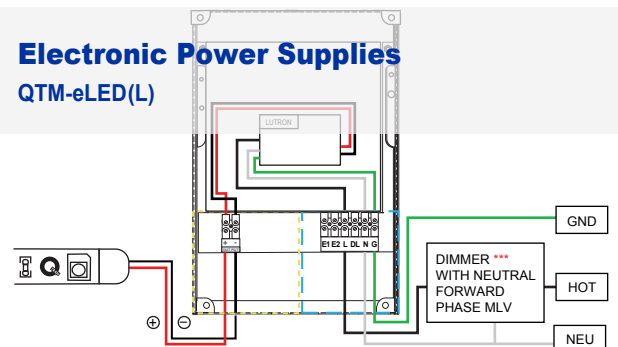 Electronic Power Supplies
QTM-eLED(L)
LUTRON
E1 E2 L DL N G
+ -
Q
+ -
DIMMER ***
WITH NEUTRAL
FORWARD
PHASE MLV
GND
HOT
NEU